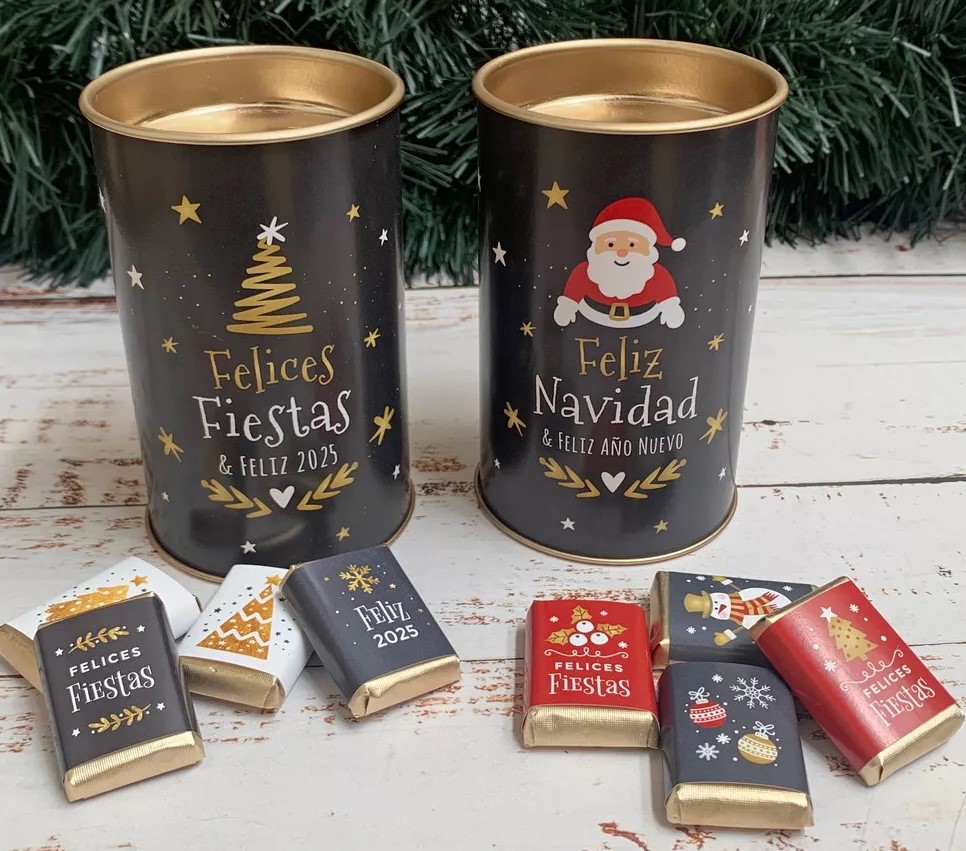 Felices
Fiestas
& FELIZ 2025
Feliz
Navidad
& FELIZ AÑO NUEVO
FELICES
FIESTAS
FELIZ
2025
FELICES
FIESTAS
FELICES
FIESTAS